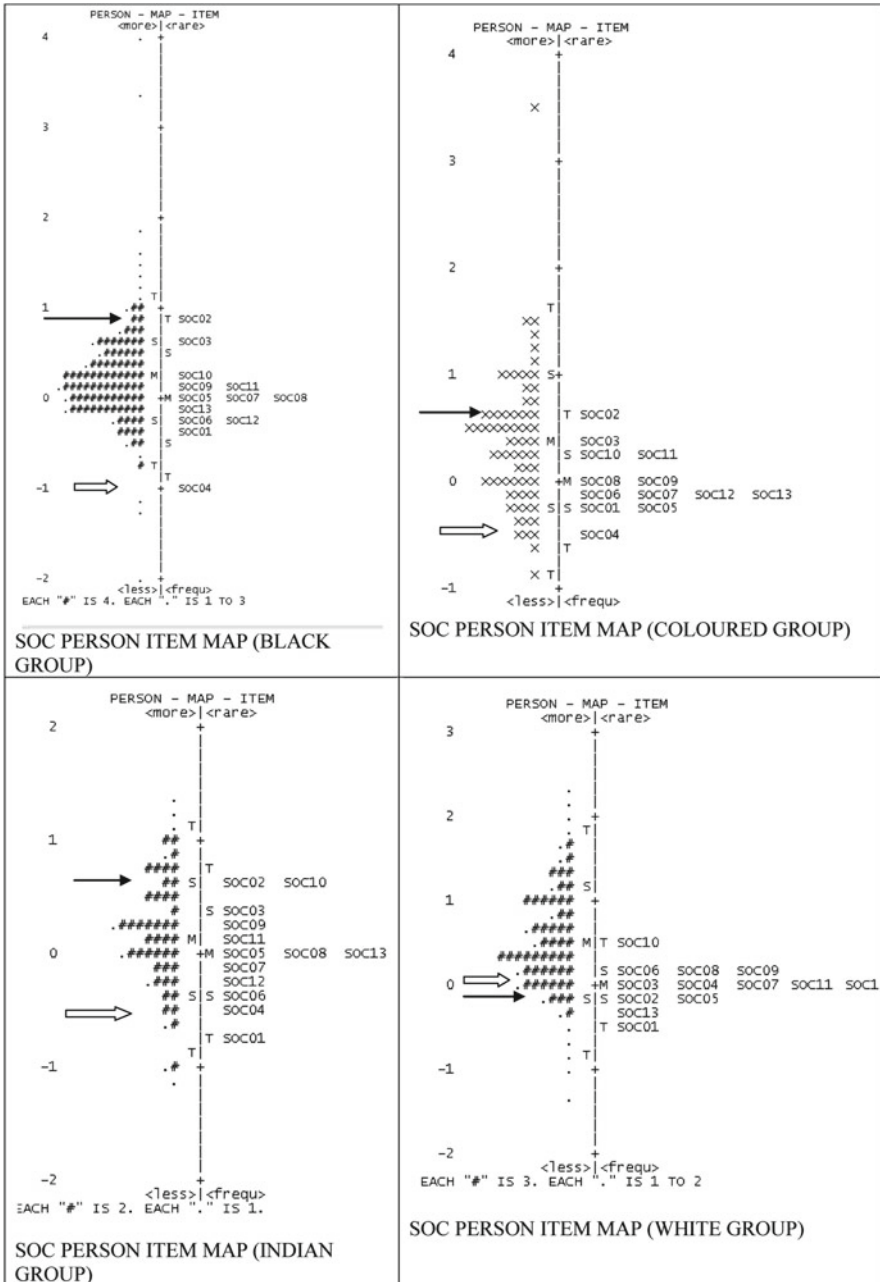 PERSON - MAP - ITEM
<more>|<rare>
4
3
2
T
1
T SOC02
S SOC03
S
M SOC10
SOC09 SOC11
0 M SOC05 SOC07 SOC08
SOC13
S SOC06 SOC12
SOC01
S
T
T
-1 SOC04
-2
<less>|<frequ>
EACH "#" IS 4. EACH "." IS 1 TO 3
SOC PERSON ITEM MAP (BLACK
GROUP)
PERSON - MAP - ITEM
<more>|<rare>
4
3
2
T
1 S
T SOC02
M SOC03
S SOC10 SOC11
0 M SOC08 SOC09
SOC06 SOC07 SOC12 SOC13
S S SOC01 SOC05
SOC04
T
T
-1
<less>|<frequ>
SOC PERSON ITEM MAP (COLOURED GROUP)
PERSON - MAP - ITEM
<more>|<rare>
2
T
1
T
S SOC02 SOC10
S SOC03
SOC09
M SOC11
0 M SOC05 SOC08 SOC13
SOC07
SOC12
S S SOC06
SOC04
T SOC01
T
-1
-2
<less>|<frequ>
EACH "#" IS 2. EACH "." IS 1.
SOC PERSON ITEM MAP (INDIAN
GROUP)
PERSON - MAP - ITEM
<more>|<rare>
3
2
T
S
1
M T SOC10
S SOC06 SOC08 SOC09
0 M SOC03 SOC04 SOC07 SOC11 SOC1
S S SOC02 SOC05
SOC13
T SOC01
T
-1
-2
<less>|<frequ>
EACH "#" IS 3. EACH "." IS 1 TO 2
SOC PERSON ITEM MAP (WHITE GROUP)